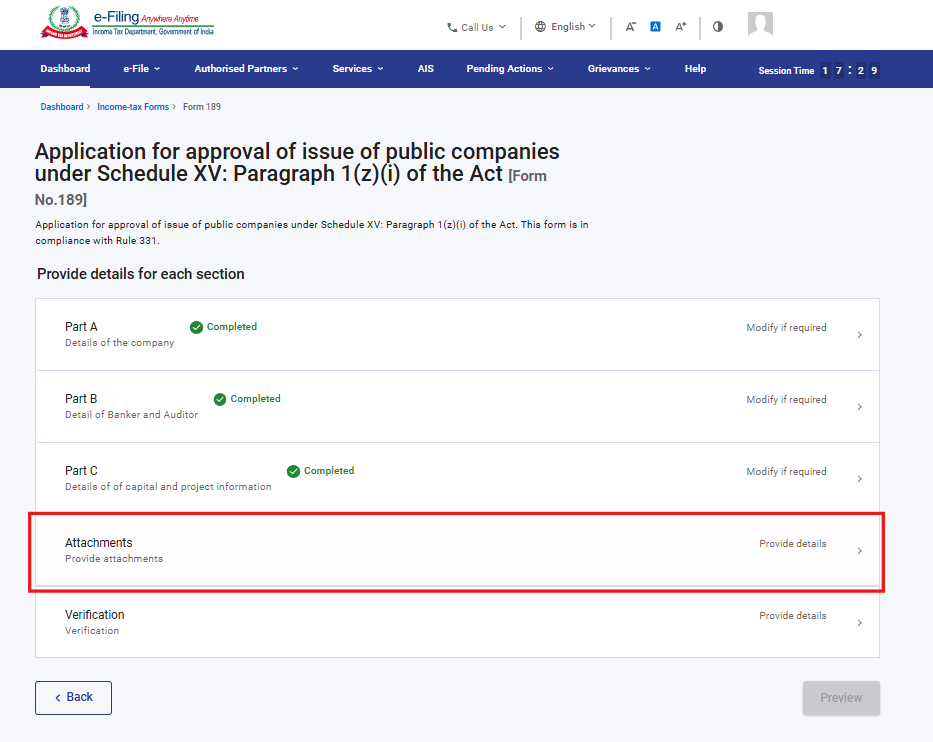 e-Filing Anywhere Anytime
Income Tax Department, Government of India
Call Us
English
A-
A
A+
Dashboard
e-File
Authorised Partners
Services
AIS
Pending Actions
Grievances
Help
Session Time 1 7 : 2 9
Dashboard > Income-tax Forms > Form 189
Application for approval of issue of public companies
under Schedule XV: Paragraph 1(z)(i) of the Act [Form
No.189]
Application for approval of issue of public companies under Schedule XV: Paragraph 1(z)(i) of the Act. This form is in
compliance with Rule 331.
Provide details for each section
Part A
Completed
Modify if required
Details of the company
Part B
Completed
Modify if required
Detail of Banker and Auditor
Part C
Completed
Modify if required
Details of of capital and project information
Attachments
Provide details
Provide attachments
Verification
Provide details
Verification
< Back
Preview